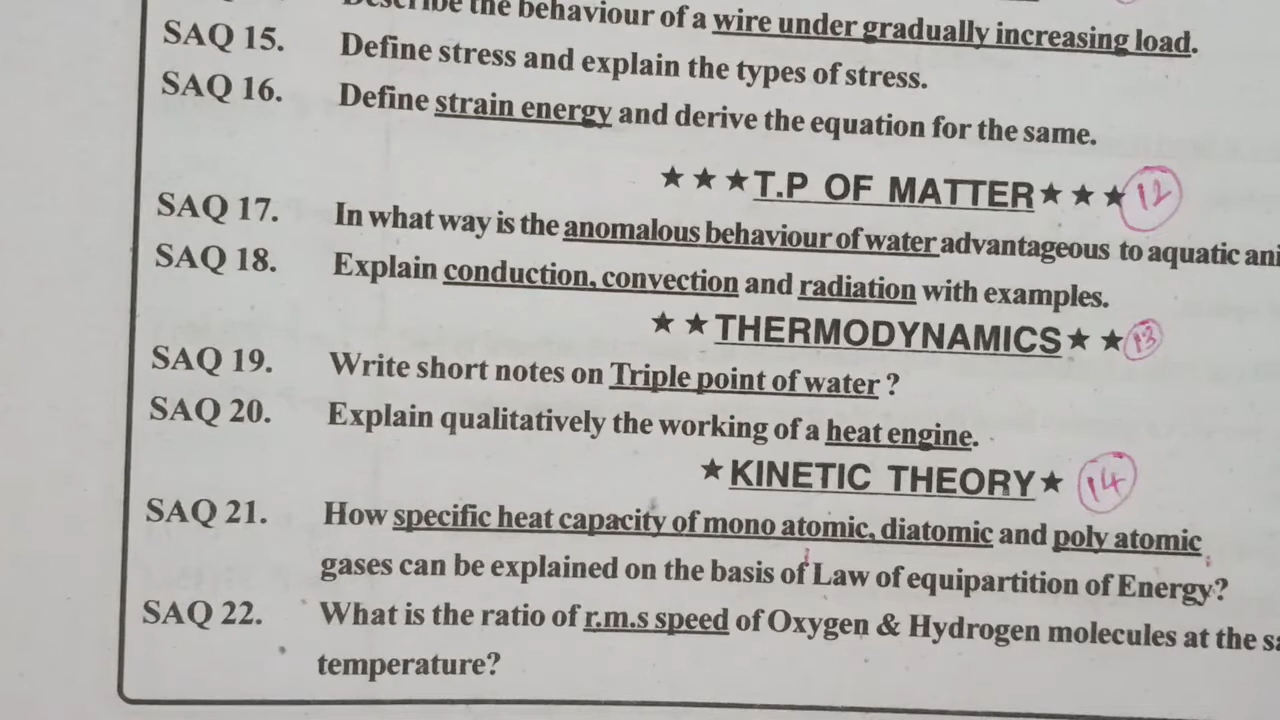 Describe the behaviour of a wire under gradually increasing load.
SAQ 15. Define stress and explain the types of stress.
SAQ 16. Define strain energy and derive the equation for the same.
★★★T.P OF MATTER★★★ 12
SAQ 17. In what way is the anomalous behaviour of water advantageous to aquatic ani
SAQ 18. Explain conduction, convection and radiation with examples.
★★THERMODYNAMICS★★ 13
SAQ 19. Write short notes on Triple point of water ?
SAQ 20. Explain qualitatively the working of a heat engine.
★KINETIC THEORY★ 14
SAQ 21. How specific heat capacity of mono atomic, diatomic and poly atomic
gases can be explained on the basis of Law of equipartition of Energy?
SAQ 22. What is the ratio of r.m.s speed of Oxygen & Hydrogen molecules at the sa
temperature?